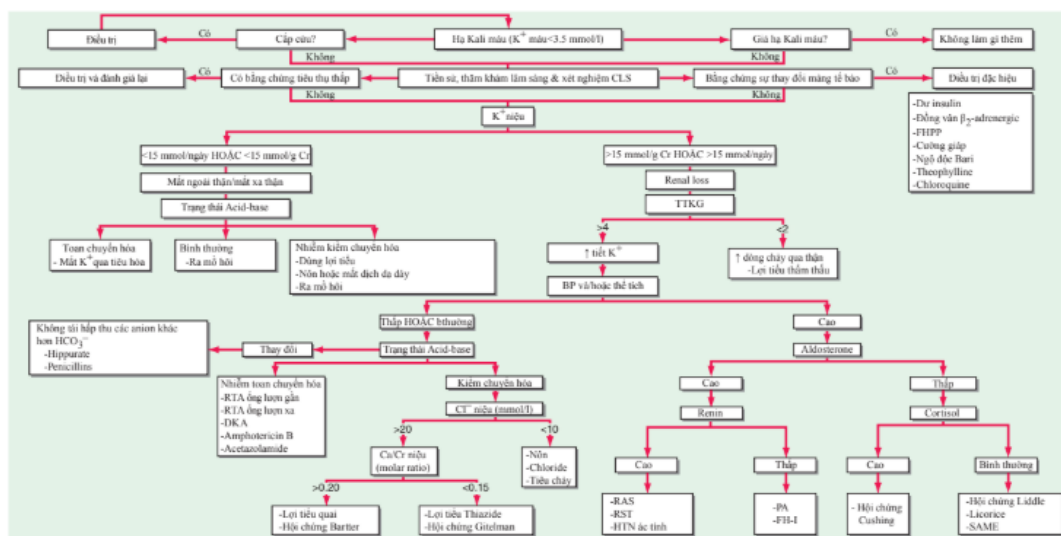 Điều trị
Có
Cấp cứu?
Hạ Kali máu (K+ máu<3.5 mmol/l)
Giả hạ Kali máu?
Có
Không làm gì thêm
Không
Không
Điều trị và đánh giá lại
Có
Có bằng chứng tiêu thụ thấp
Tiền sử, thăm khám lâm sàng & xét nghiệm CLS
Bằng chứng sự thay đổi màng tế bào
Có
Điều trị đặc hiệu
Không
Không
-Dư insulin
-Đồng vận β2-adrenergic
-FHPP
-Cường giáp
-Ngộ độc Bari
-Theophylline
-Chloroquine
K+niệu
<15 mmol/ngày HOẶC <15 mmol/g Cr
>15 mmol/g Cr HOẶC >15 mmol/ngày
Mất ngoài thận/mất xa thận
Renal loss
Trạng thái Acid-base
TTKG
>4
<2
Toan chuyển hóa
- Mất K+qua tiêu hóa
Bình thường
- Ra mồ hôi
Nhiễm kiềm chuyển hóa
- Dùng lợi tiểu
- Nôn hoặc mất dịch dạ dày
- Ra mồ hôi
↑ tiết K+
↑ dòng chảy qua thận
-Lợi tiểu thẩm thấu
BP và/hoặc thể tích
Thấp HOẶC bthường
Cao
Không tái hấp thu các anion khác
hơn HCO3−
-Hippurate
-Penicillins
Thay đổi
Trạng thái Acid-base
Aldosterone
Nhiễm toan chuyển hóa
-RTA ống lượn gần
-RTA ống lượn xa
-DKA
-Amphotericin B
-Acetazolamide
Kiềm chuyển hóa
Cl− niệu (mmol/l)
Cao
Thấp
Renin
Cortisol
>20
<10
Ca/Cr niệu
(molar ratio)
-Nôn
-Chloride
-Tiêu chảy
Cao
Thấp
Cao
Bình thường
>0.20
<0.15
-Lợi tiểu quai
-Hội chứng Bartter
-Lợi tiểu Thiazide
-Hội chứng Gitelman
-RAS
-RST
-HTN ác tính
-PA
-FH-I
- Hội chứng
Cushing
-Hội chứng Liddle
-Licorice
-SAME